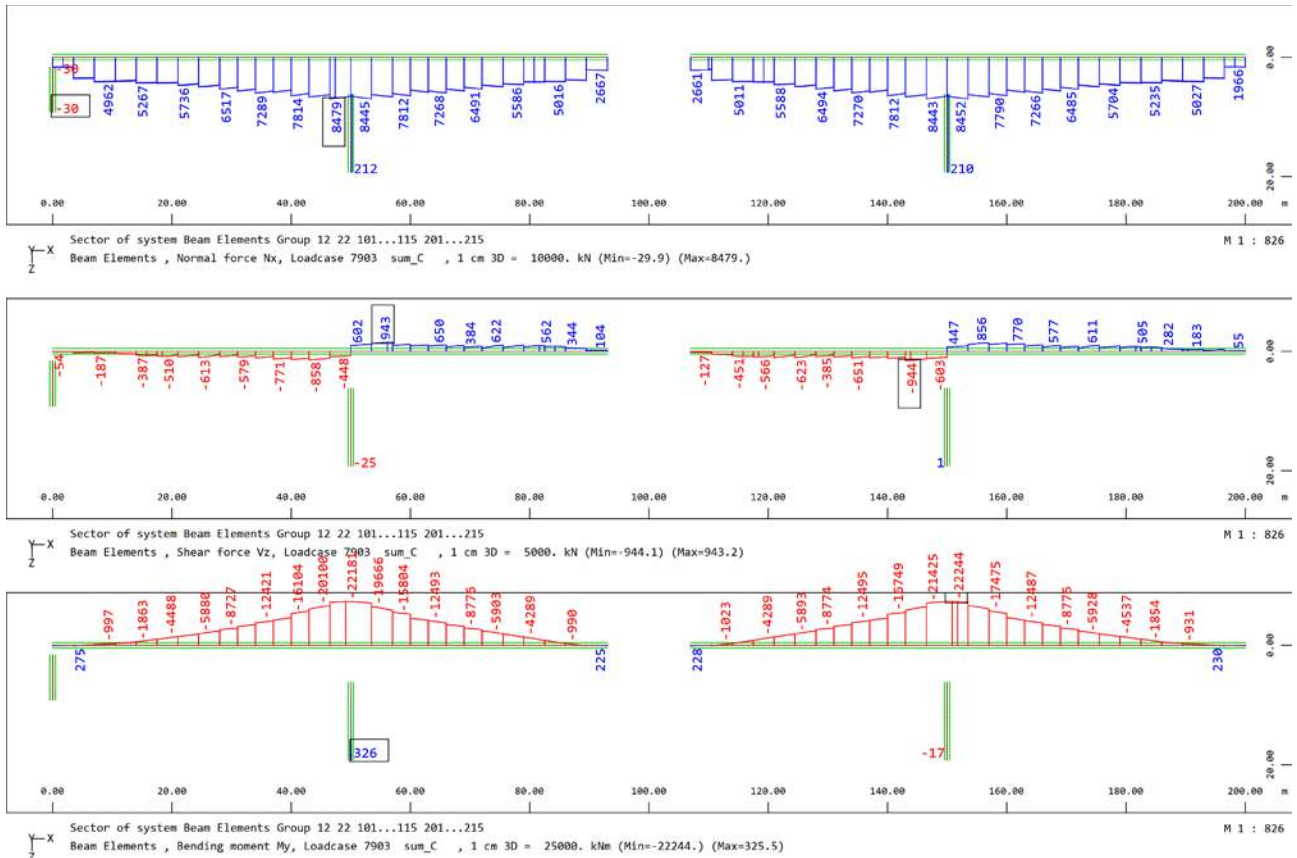 -30 2667 2661 1966 0.00
-30 4962 5267 5736 6517 7289 7814 8479 8445 7812 7268 6491 5586 5016 5011 5588 6494 7270 7812 8443 8452 7790 7266 6485 5704 5235 5027
212 210 20.00
0.00 20.00 40.00 60.00 80.00 100.00 120.00 140.00 160.00 180.00 200.00 m
Y X Z Sector of system Beam Elements Group 12 22 101...115 201...215 M 1 : 826
Beam Elements , Normal force Nx, Loadcase 7903 sum_C , 1 cm 3D = 10000. kN (Min=-29.9) (Max=8479.)
602 943 650 384 622 562 344 104 447 856 770 577 611 505 282 183 55 0.00
-54 -187 -387 -510 -613 -579 -771 -858 -448 -127 -451 -566 -623 -385 -651 -944 -603
-25 1 20.00
0.00 20.00 40.00 60.00 80.00 100.00 120.00 140.00 160.00 180.00 200.00 m
Y X Z Sector of system Beam Elements Group 12 22 101...115 201...215 M 1 : 826
Beam Elements , Shear force Vz, Loadcase 7903 sum_C , 1 cm 3D = 5000. kN (Min=-944.1) (Max=943.2)
-997 -1863 -4488 -5880 -8727 -12421 -16104 -20100 -22181 -19666 -15804 -12493 -8775 -5903 -4289 -990 -1023 -4289 -5893 -8774 -12495 -15749 -21425 -22244 -17475 -12487 -8775 -5928 -4537 -1854 -931
275 225 228 230 0.00
326 -17 20.00
0.00 20.00 40.00 60.00 80.00 100.00 120.00 140.00 160.00 180.00 200.00 m
Y X Z Sector of system Beam Elements Group 12 22 101...115 201...215 M 1 : 826
Beam Elements , Bending moment My, Loadcase 7903 sum_C , 1 cm 3D = 25000. kNm (Min=-22244.) (Max=325.5)